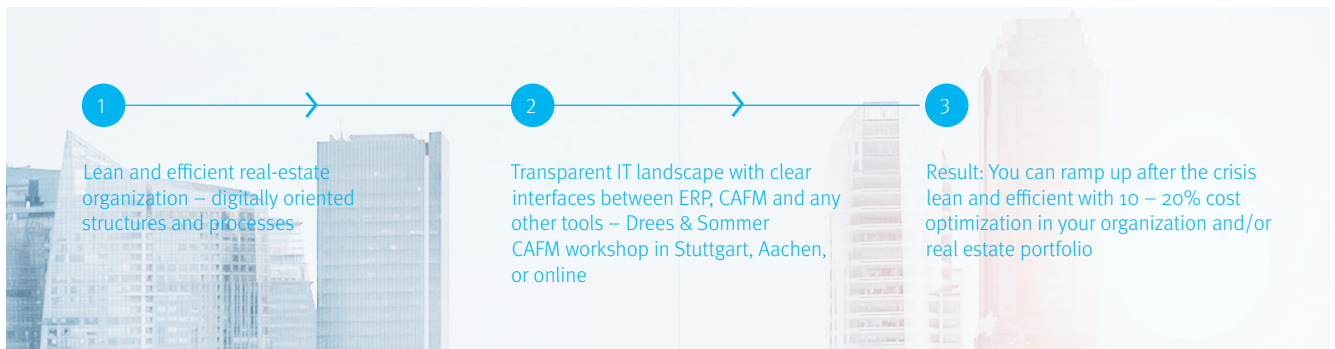 1
Lean and efficient real-estate
organization – digitally oriented
structures and processes
2
Transparent IT landscape with clear
interfaces between ERP, CAFM and any
other tools – Drees & Sommer
CAFM workshop in Stuttgart, Aachen,
or online
3
Result: You can ramp up after the crisis
lean and efficient with 10 – 20% cost
optimization in your organization and/or
real estate portfolio